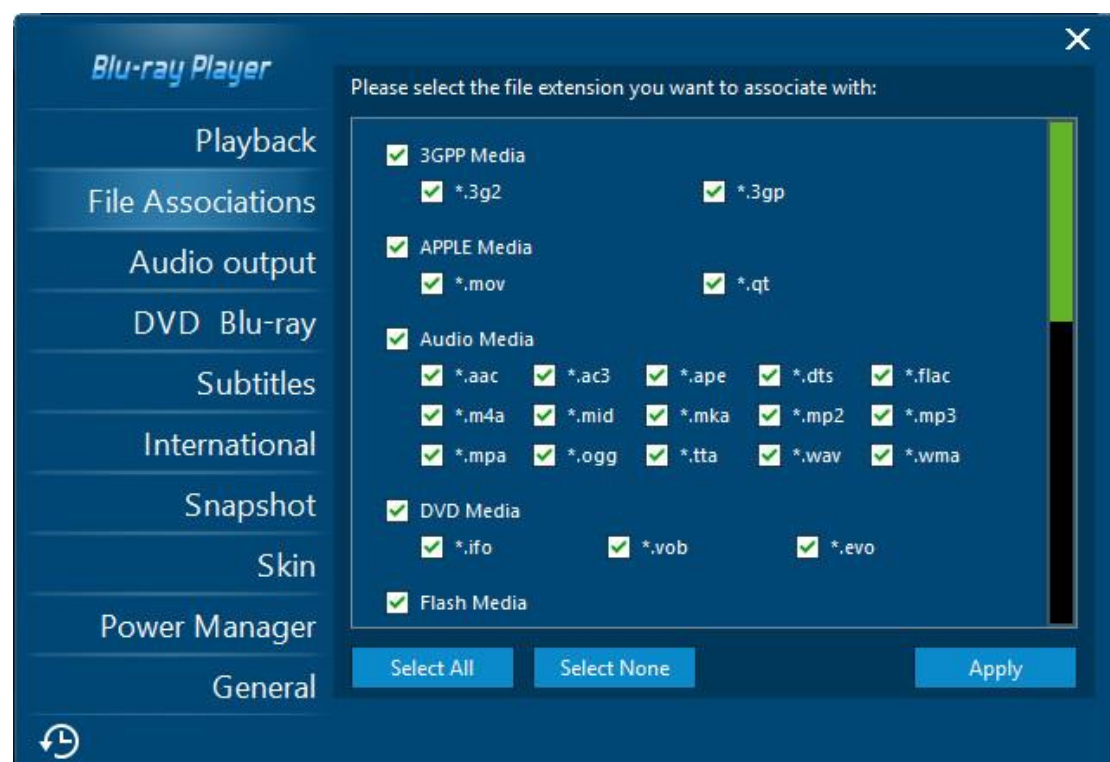 Blu-ray Player
Playback
File Associations
Audio output
DVD Blu-ray
Subtitles
International
Snapshot
Skin
Power Manager
General
Please select the file extension you want to associate with:
3GPP Media
*.3g2 *.3gp
APPLE Media
*.mov *.qt
Audio Media
*.aac *.ac3 *.ape *.dts *.flac
*.m4a *.mid *.mka *.mp2 *.mp3
*.mpa *.ogg *.tta *.wav *.wma
DVD Media
*.ifo *.vob *.evo
Flash Media
Select All Select None Apply